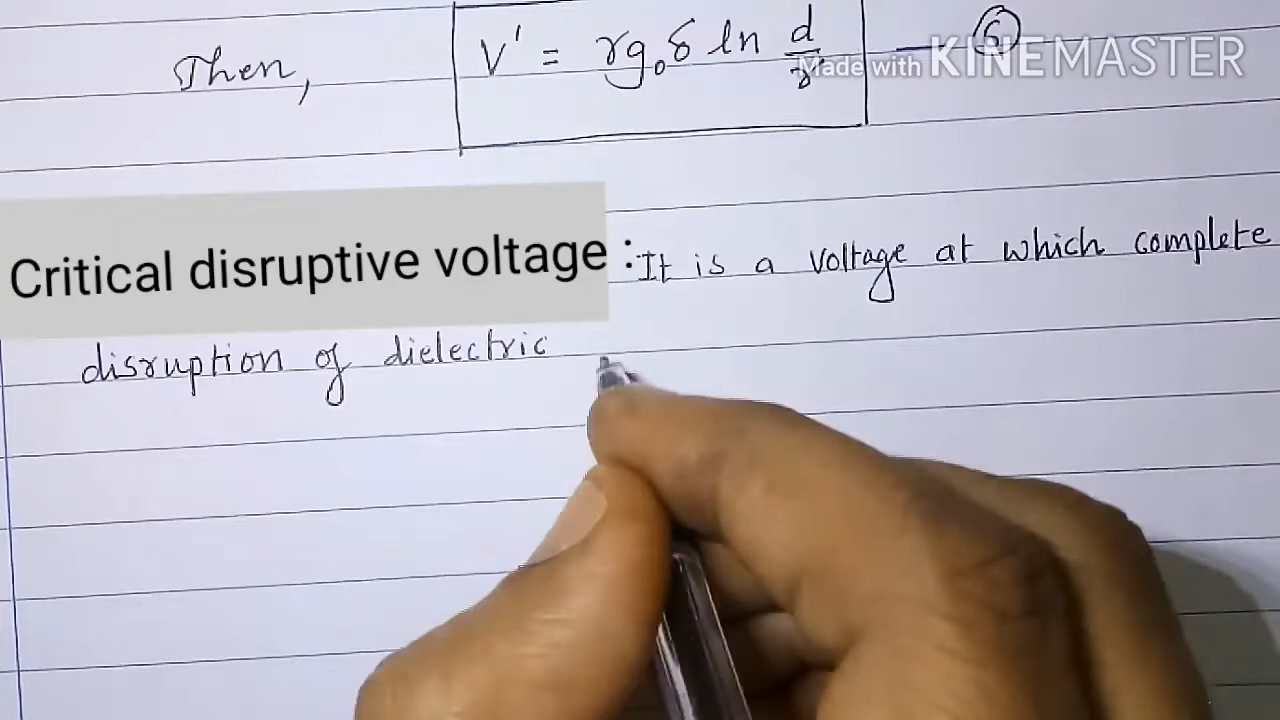 Then, V' = rg₀δ ln d/r — ⑥
Made with KINEMASTER
Critical disruptive voltage : It is a voltage at which complete
disruption of dielectric